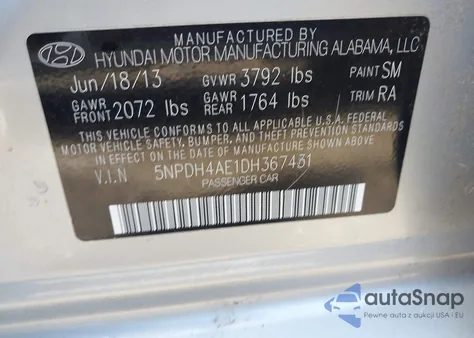 MANUFACTURED BY
HYUNDAI MOTOR MANUFACTURING ALABAMA, LLC
Jun/18/13 GVWR 3792 lbs PAINT SM
GAWR FRONT 2072 lbs GAWR REAR 1764 lbs TRIM RA
THIS VEHICLE CONFORMS TO ALL APPLICABLE U.S.A. FEDERAL
MOTOR VEHICLE SAFETY, BUMPER, AND THEFT PREVENTION
STANDARDS IN EFFECT ON THE DATE OF MANUFACTURE SHOWN ABOVE.
V.I.N 5NPDH4AE1DH367431
PASSENGER CAR
autoSnap
Pewne auta z aukcji USA i EU